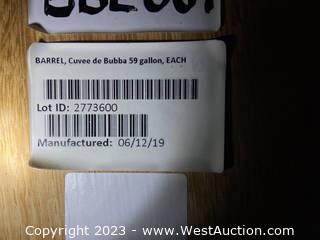 BARREL, Cuvee de Bubba 59 gallon, EACH
Lot ID: 2773600
Manufactured: 06/12/19
Copyright 2023 - www.WestAuction.com